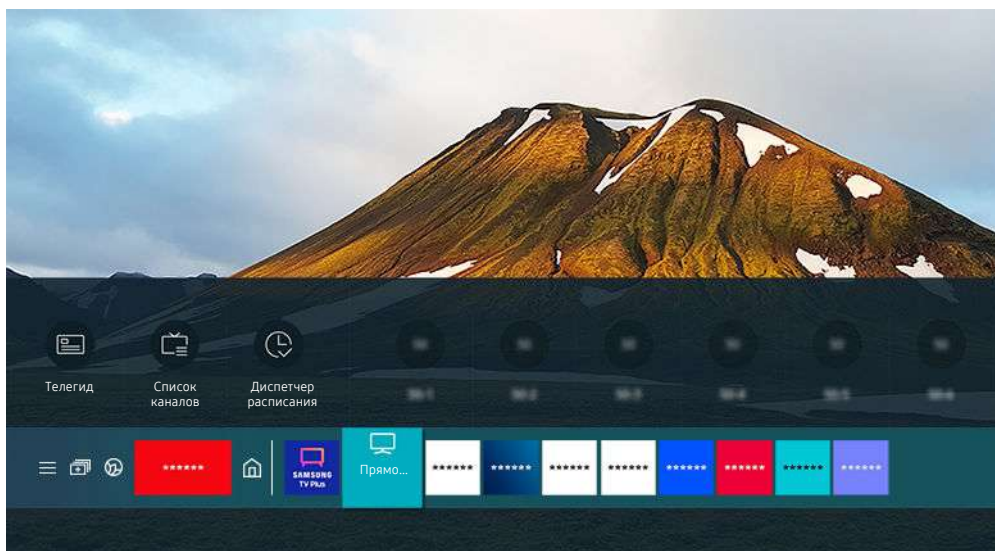 Телегид
Список
каналов
Диспетчер
расписания
******
SAMSUNG
TV Plus
Прямо...
******
******
******
******
******
******
******
******